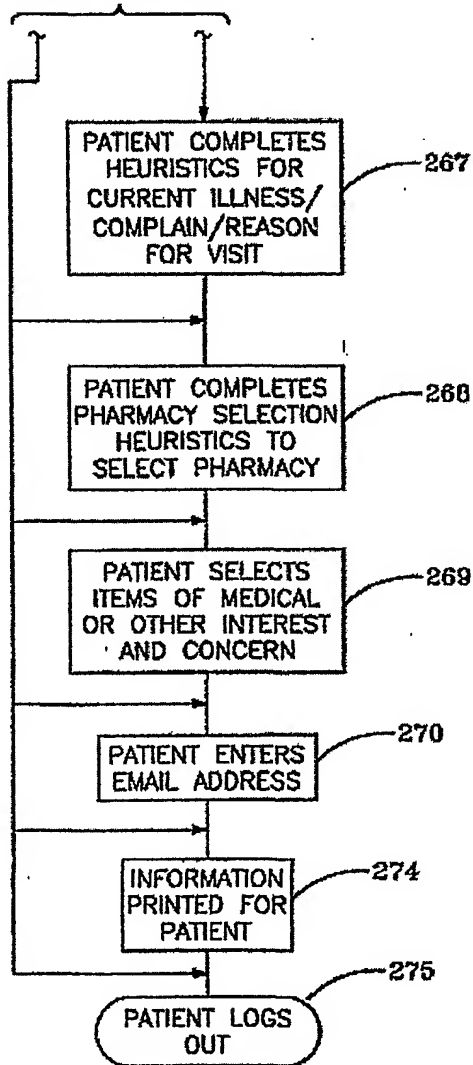 PATIENT COMPLETES
HEURISTICS FOR
CURRENT ILLNESS/
COMPLAIN/REASON
FOR VISIT
267
PATIENT COMPLETES
PHARMACY SELECTION
HEURISTICS TO
SELECT PHARMACY
268
PATIENT SELECTS
ITEMS OF MEDICAL
OR OTHER INTEREST
AND CONCERN
269
PATIENT ENTERS
EMAIL ADDRESS
270
INFORMATION
PRINTED FOR
PATIENT
274
PATIENT LOGS
OUT
275